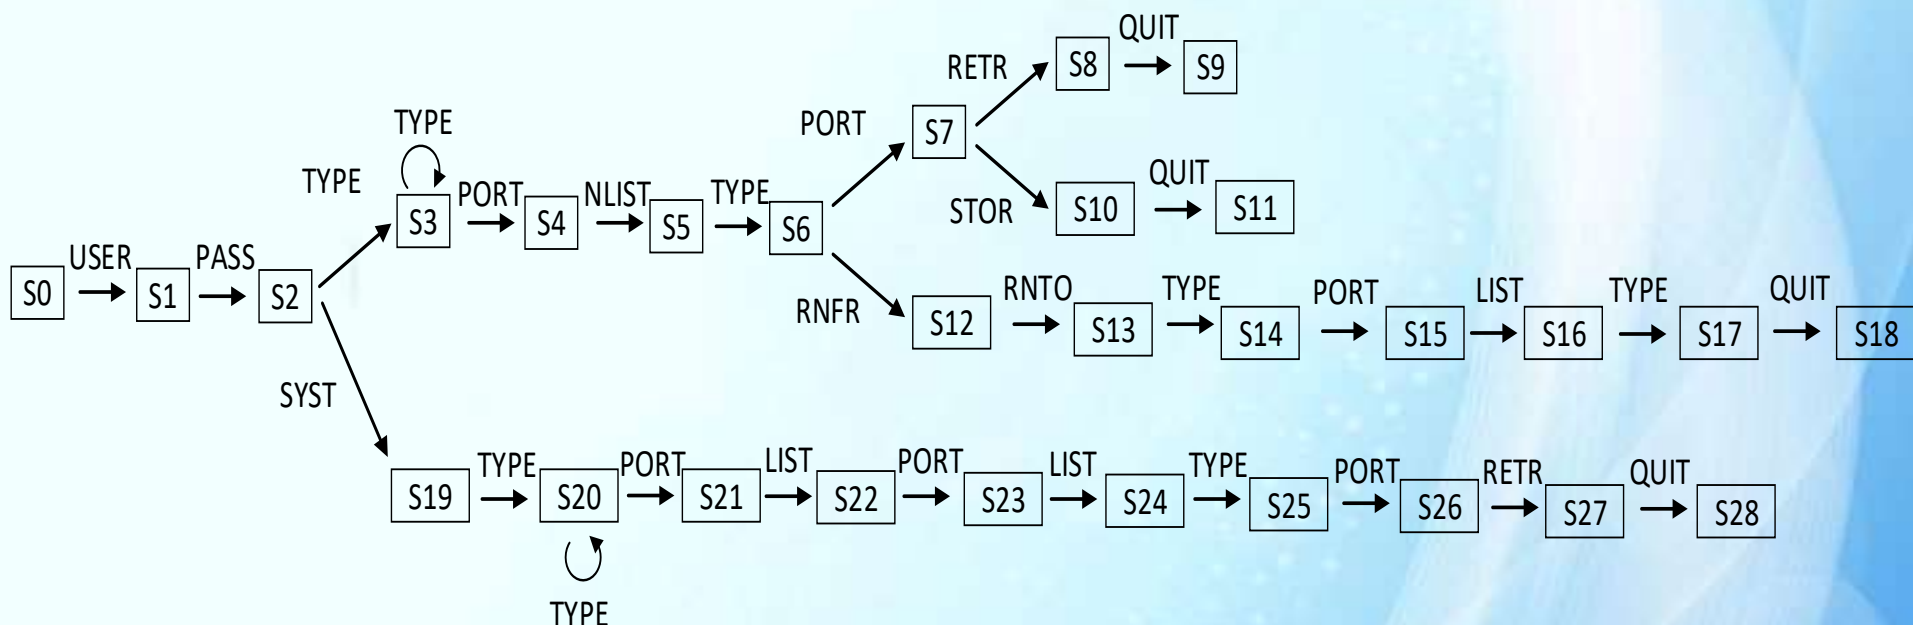 QUIT
RETR S8 S9
TYPE PORT S7
TYPE PORT NLIST TYPE QUIT
S3 S4 S5 S6 STOR S10 S11
USER PASS RNTO TYPE PORT LIST TYPE QUIT
S0 S1 S2 RNFR S12 S13 S14 S15 S16 S17 S18
SYST
TYPE PORT LIST PORT LIST TYPE PORT RETR QUIT
S19 S20 S21 S22 S23 S24 S25 S26 S27 S28
TYPE